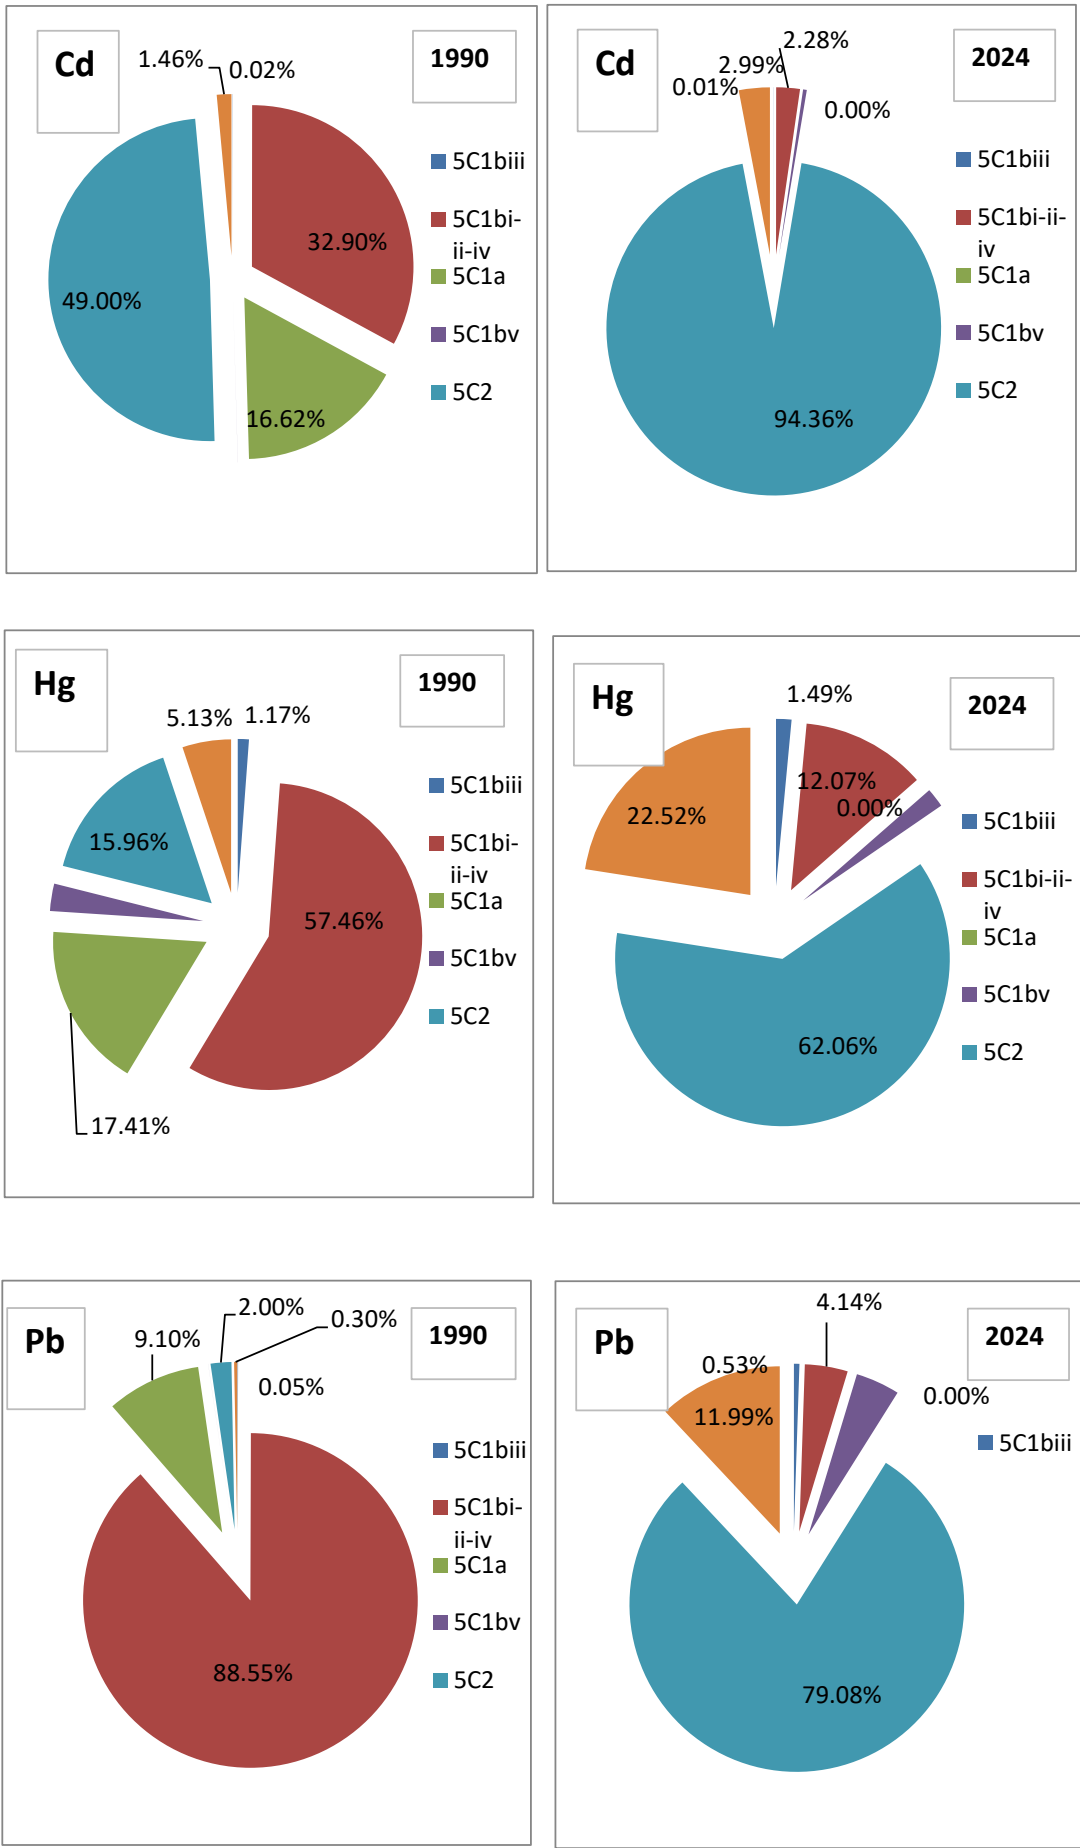 Cd
1990
1.46%
0.02%
32.90%
49.00%
16.62%
5C1biii
5C1bi-
ii-iv
5C1a
5C1bv
5C2
Cd
2024
2.28%
2.99%
0.01%
0.00%
94.36%
5C1biii
5C1bi-ii-
iv
5C1a
5C1bv
5C2
Hg
1990
5.13%
1.17%
15.96%
57.46%
17.41%
5C1biii
5C1bi-
ii-iv
5C1a
5C1bv
5C2
Hg
2024
1.49%
12.07%
0.00%
22.52%
62.06%
5C1biii
5C1bi-ii-
iv
5C1a
5C1bv
5C2
Pb
1990
2.00%
0.30%
9.10%
0.05%
88.55%
5C1biii
5C1bi-
ii-iv
5C1a
5C1bv
5C2
Pb
2024
4.14%
0.53%
0.00%
11.99%
79.08%
5C1biii